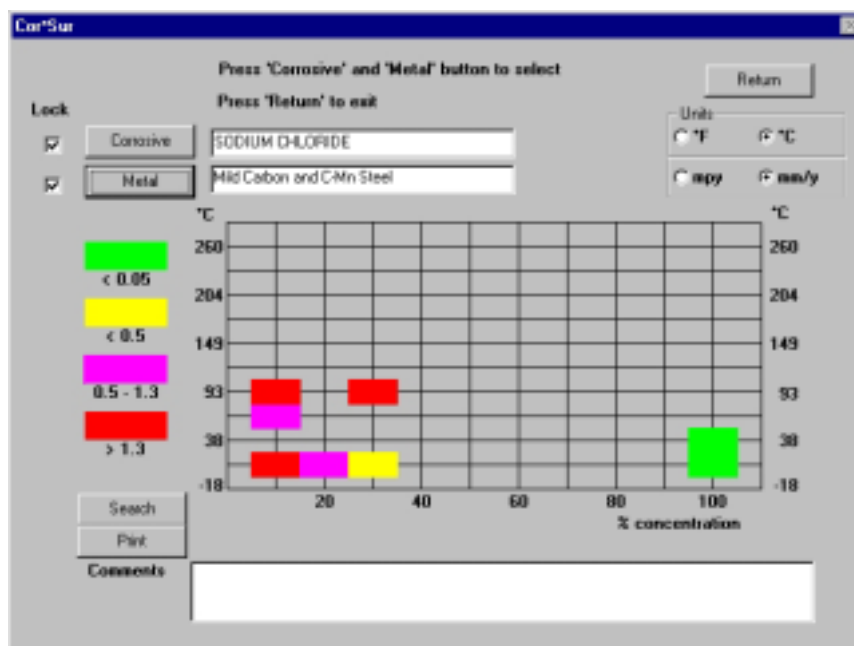 Cor*Sur
Press 'Corrosive' and 'Metal' button to select
Return
Lock
Press 'Return' to exit
Units
Corrosive
SODIUM CHLORIDE
°F
°C
Metal
Mild Carbon and C-Mn Steel
mpy
mm/y
°C
°C
260
260
< 0.05
204
204
< 0.5
149
149
0.5 - 1.3
93
93
38
38
> 1.3
-18
-18
20
40
60
80
100
Search
% concentration
Print
Comments